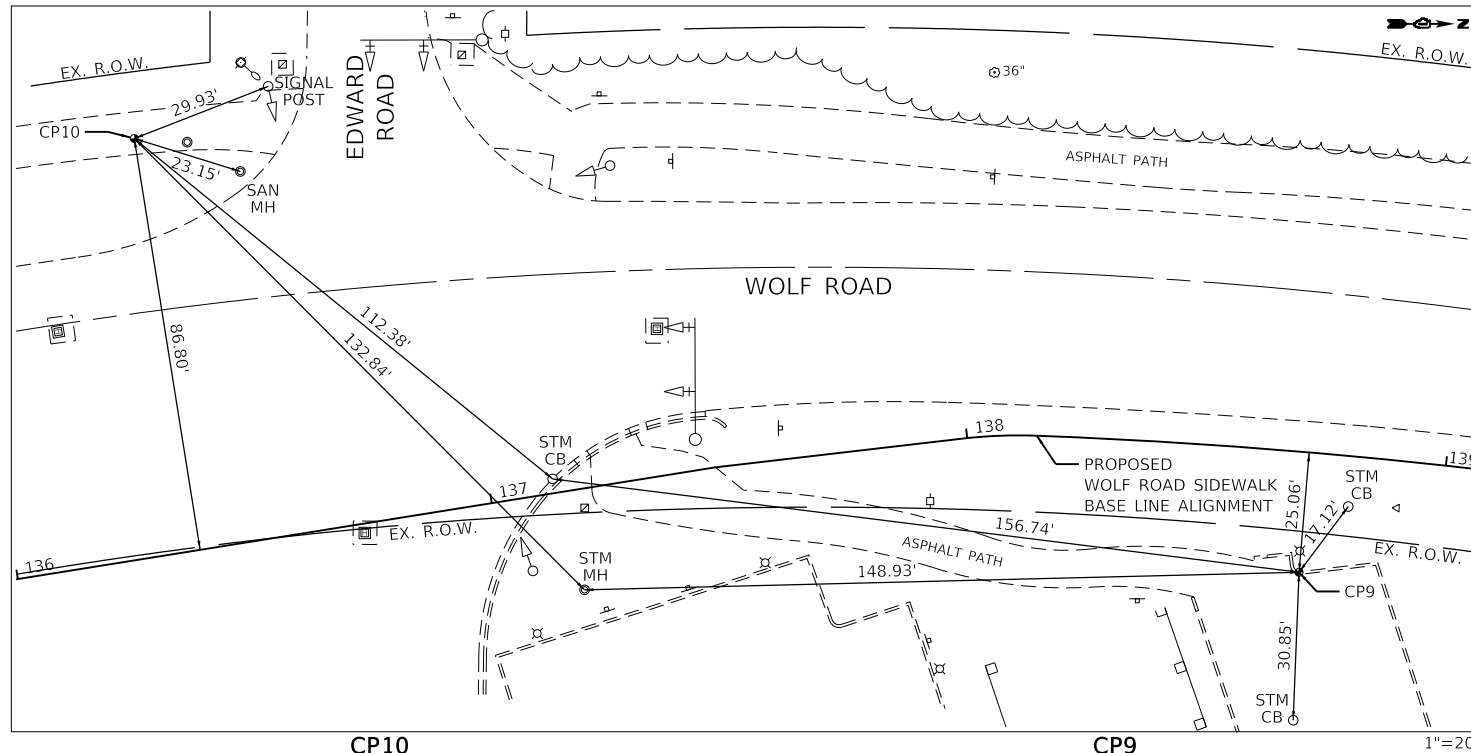 Z
EX. R.O.W.
EX. R.O.W.
36"
SIGNAL
POST
29.93'
EDWARD
ROAD
CP10
ASPHALT PATH
23.15'
SAN
MH
WOLF ROAD
86.80'
112.38'
132.84'
138
STM
CB
PROPOSED
WOLF ROAD SIDEWALK
BASE LINE ALIGNMENT
139
STM
CB
137
25.06'
17.12'
156.74'
EX. R.O.W.
EX. R.O.W.
ASPHALT PATH
136
STM
MH
148.93'
CP9
30.85'
STM
CB
CP10
CP9
1"=20